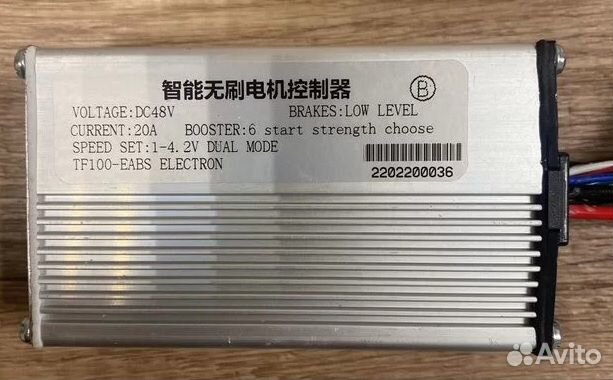 智能无刷电机控制器 B
VOLTAGE:DC48V BRAKES:LOW LEVEL
CURRENT:20A BOOSTER:6 start strength choose
SPEED SET:1-4.2V DUAL MODE
TF100-EABS ELECTRON
2202200036
Avito